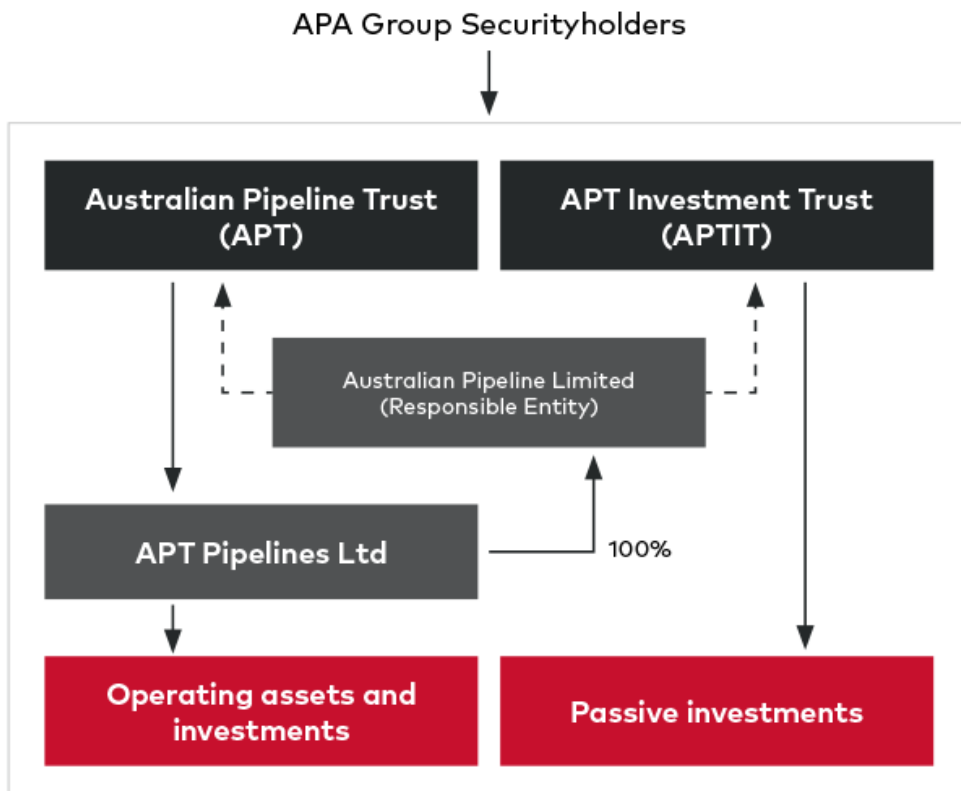 APA Group Securityholders
Australian Pipeline Trust
(APT)
APT Investment Trust
(APTIT)
Australian Pipeline Limited
(Responsible Entity)
APT Pipelines Ltd
100%
Operating assets and
investments
Passive investments